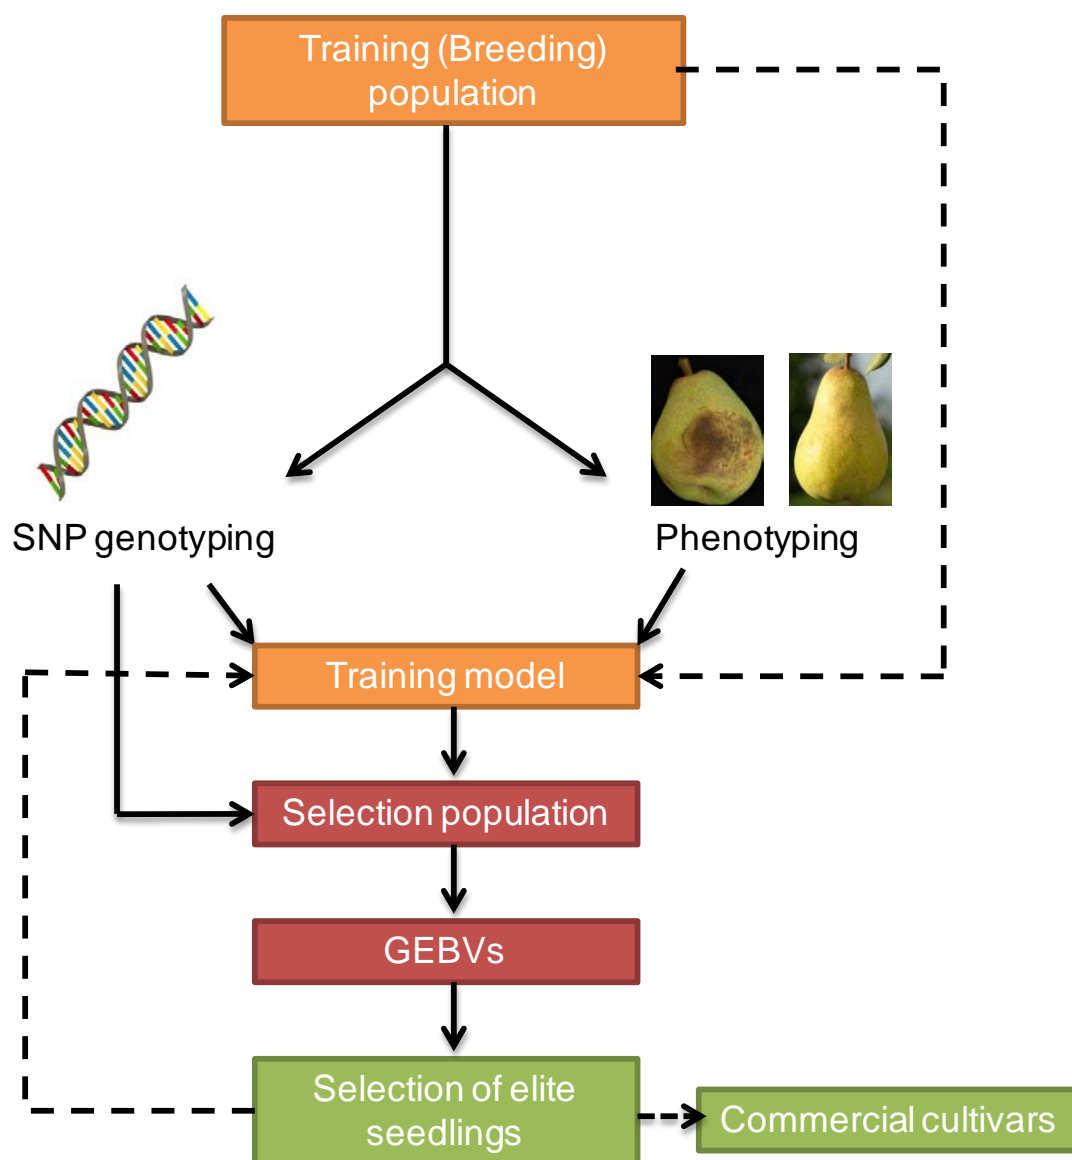 Training (Breeding)
population
SNP genotyping
Phenotyping
Training model
Selection population
GEBVs
Selection of elite
seedlings
Commercial cultivars